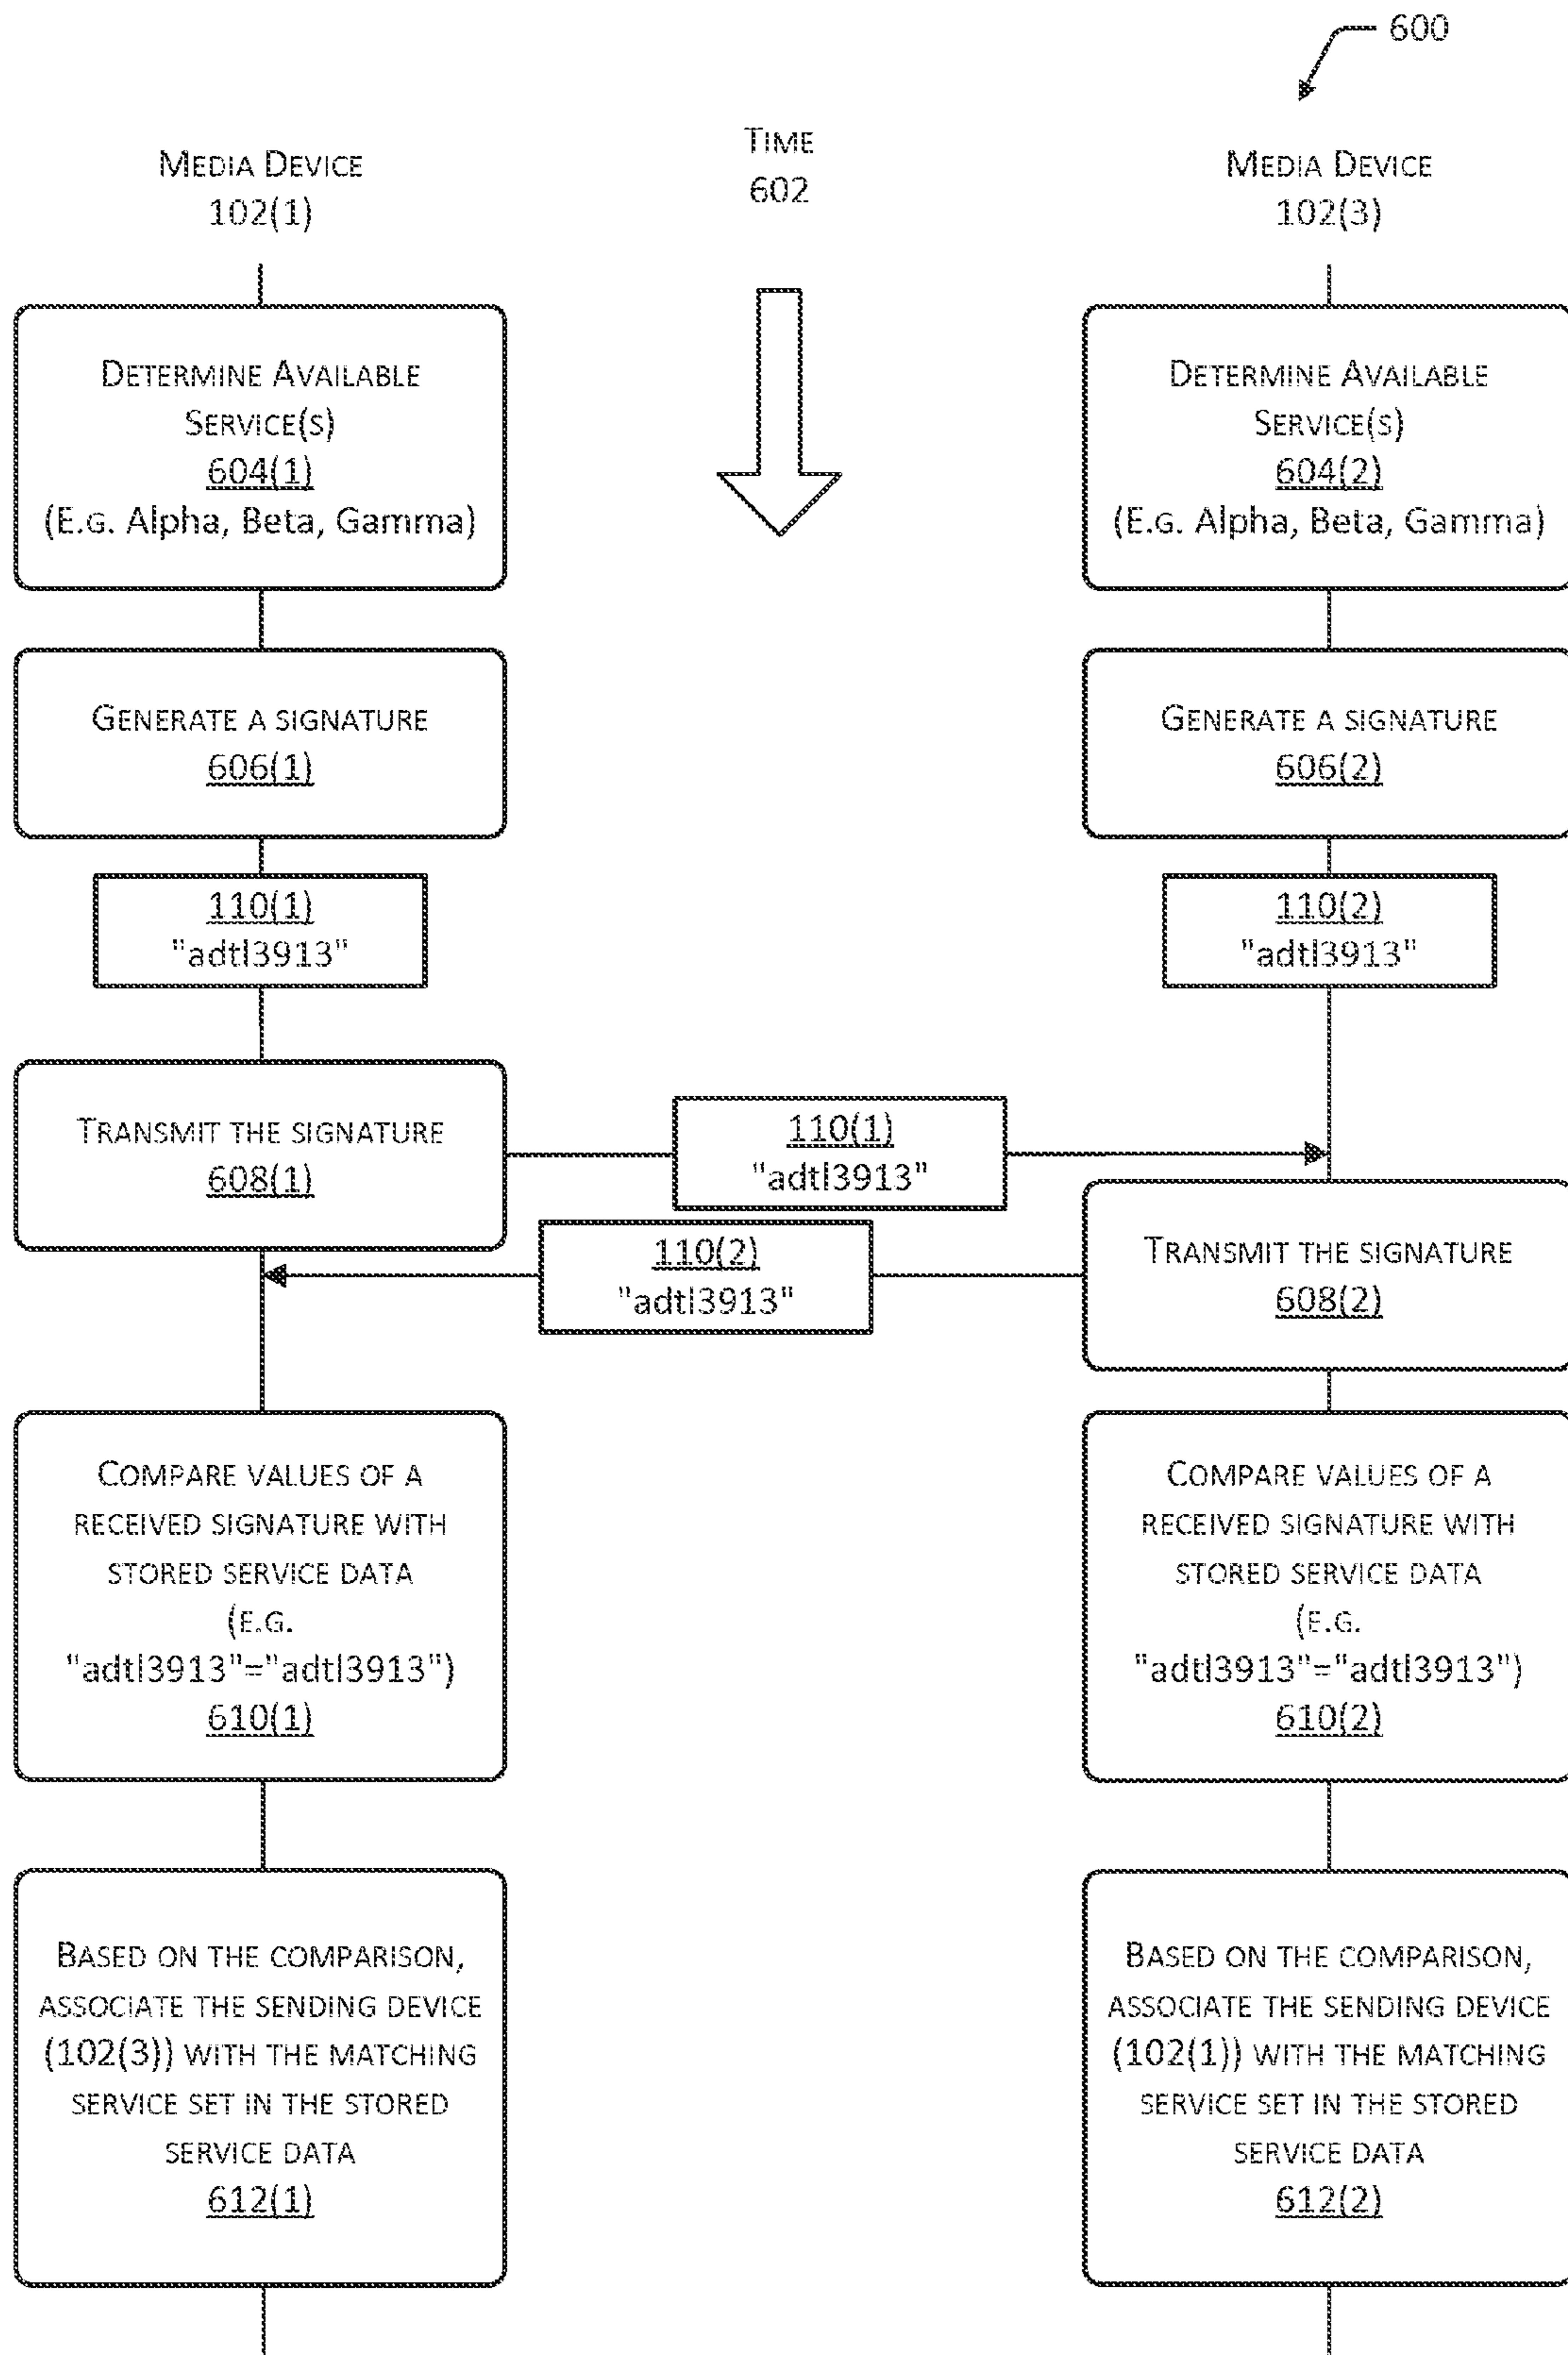 600
MEDIA DEVICE
102(1)
TIME
602
MEDIA DEVICE
102(3)
DETERMINE AVAILABLE
SERVICE(S)
604(1)
(E.G. Alpha, Beta, Gamma)
DETERMINE AVAILABLE
SERVICE(S)
604(2)
(E.G. Alpha, Beta, Gamma)
GENERATE A SIGNATURE
606(1)
GENERATE A SIGNATURE
606(2)
110(1)
"adtl3913"
110(2)
"adtl3913"
TRANSMIT THE SIGNATURE
608(1)
110(1)
"adtl3913"
110(2)
"adtl3913"
TRANSMIT THE SIGNATURE
608(2)
COMPARE VALUES OF A
RECEIVED SIGNATURE WITH
STORED SERVICE DATA
(E.G.
"adtl3913"="adtl3913")
610(1)
COMPARE VALUES OF A
RECEIVED SIGNATURE WITH
STORED SERVICE DATA
(E.G.
"adtl3913"="adtl3913")
610(2)
BASED ON THE COMPARISON,
ASSOCIATE THE SENDING DEVICE
(102(3)) WITH THE MATCHING
SERVICE SET IN THE STORED
SERVICE DATA
612(1)
BASED ON THE COMPARISON,
ASSOCIATE THE SENDING DEVICE
(102(1)) WITH THE MATCHING
SERVICE SET IN THE STORED
SERVICE DATA
612(2)